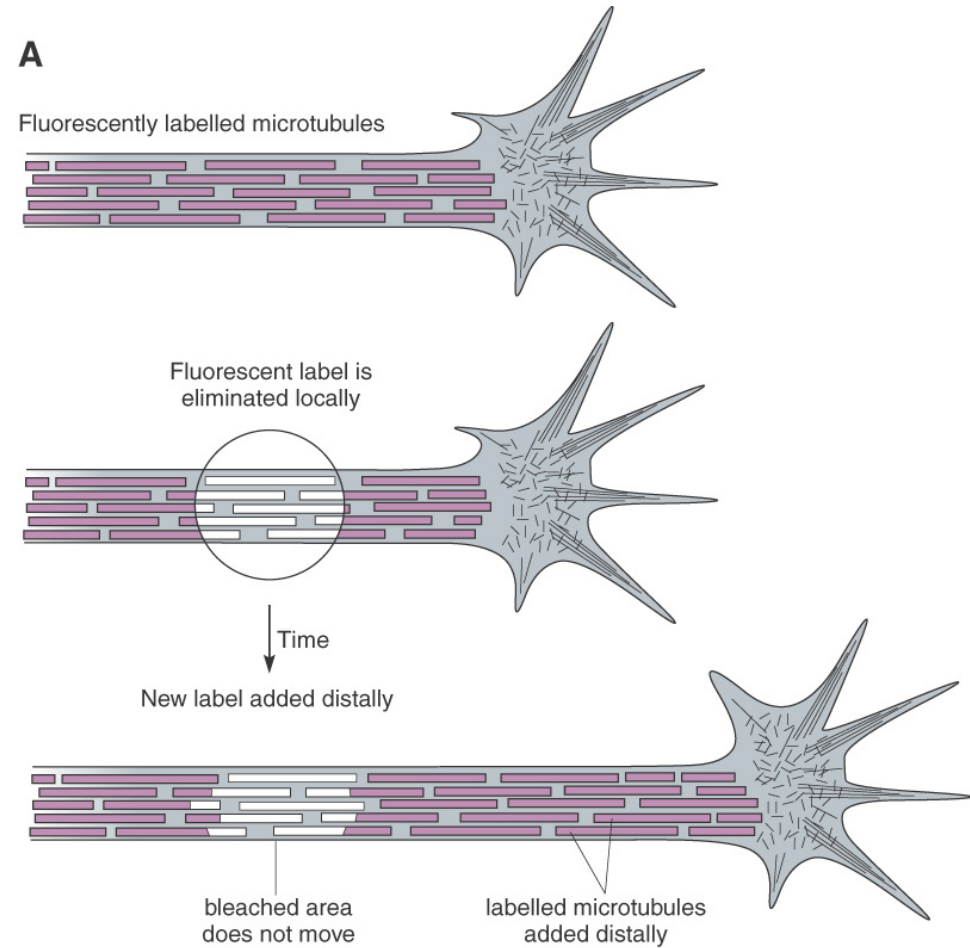 A
Fluorescently labelled microtubules
Fluorescent label is
eliminated locally
Time
New label added distally
bleached area
does not move
labelled microtubules
added distally